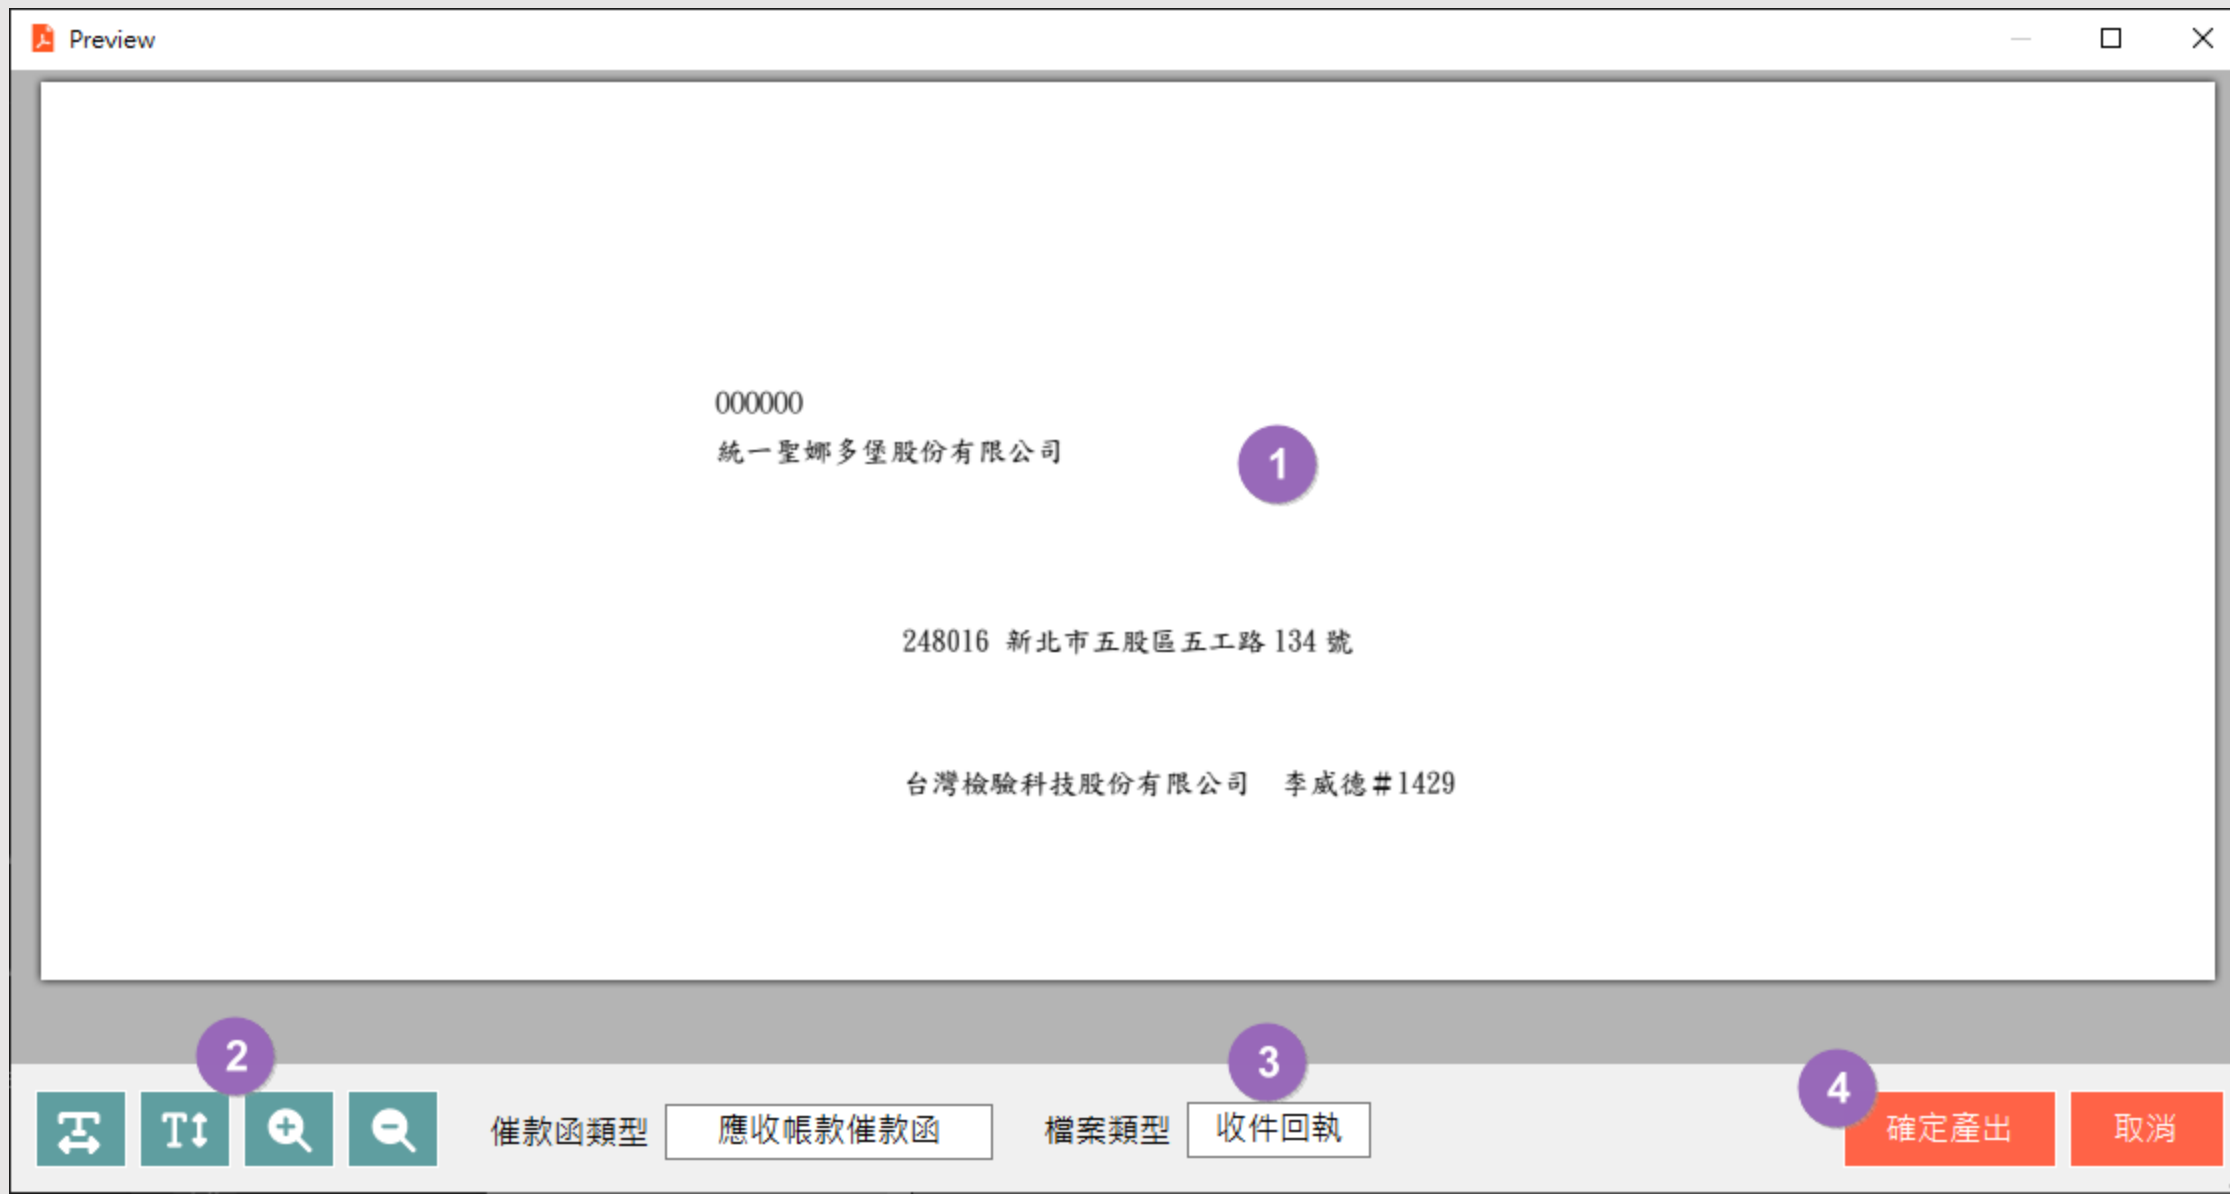 Preview
000000
統一聖娜多堡股份有限公司
1
248016 新北市五股區五工路 134 號
台灣檢驗科技股份有限公司 李威德#1429
2
3
4
催款函類型 應收帳款催款函 檔案類型 收件回執 確定產出 取消